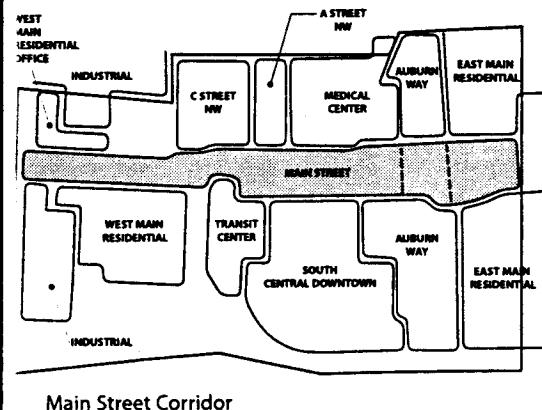 WEST
MAIN
RESIDENTIAL
OFFICE
INDUSTRIAL
A STREET
NW
C STREET
NW
MEDICAL
CENTER
AUBURN
WAY
EAST MAIN
RESIDENTIAL
MAIN STREET
WEST MAIN
RESIDENTIAL
TRANSIT
CENTER
SOUTH
CENTRAL DOWNTOWN
AUBURN
WAY
EAST MAIN
RESIDENTIAL
INDUSTRIAL
Main Street Corridor